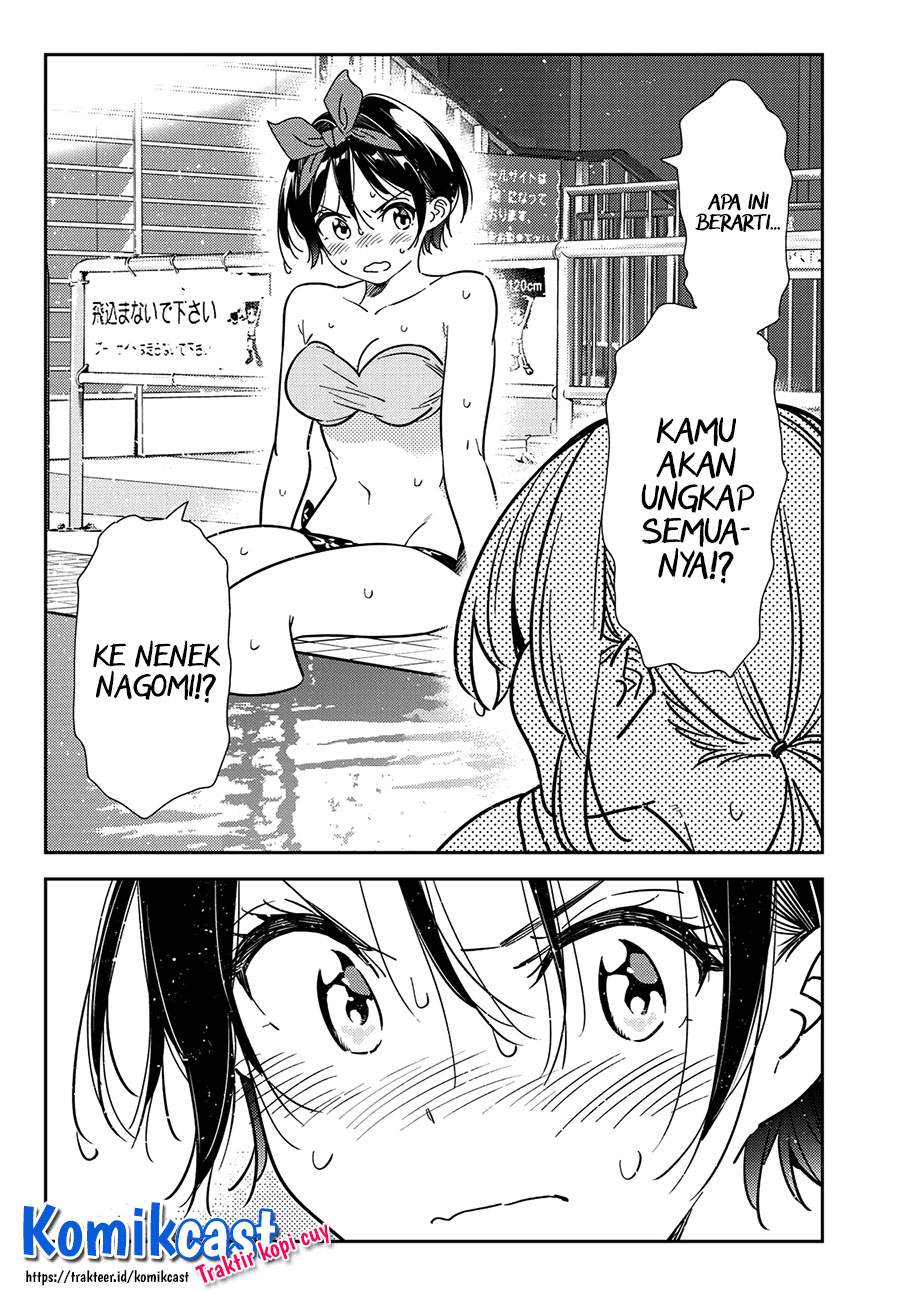 APA INI
BERARTI...
KAMU
AKAN
UNGKAP
SEMUA-
NYA!?
KE NENEK
NAGOMI!?
飛込まないで下さい
120cm
Komikcast
Traktir kopi cuy
https://trakteer.id/komikcast